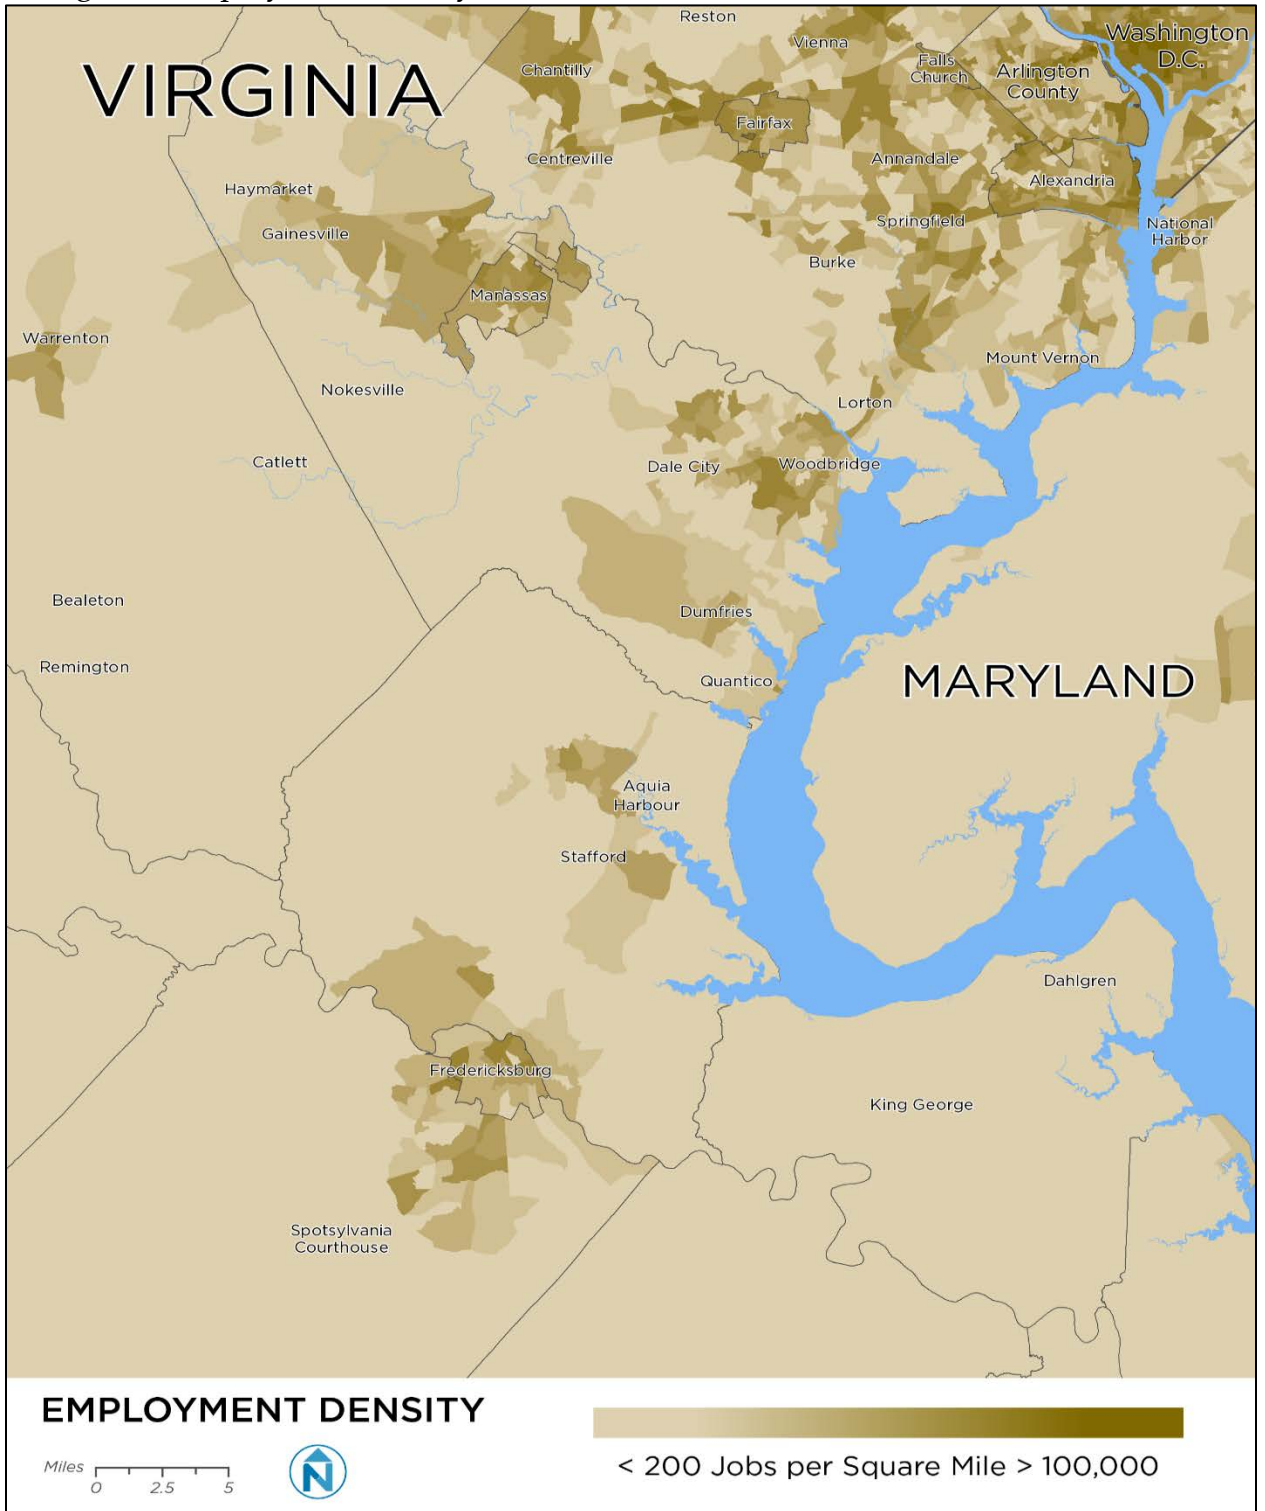 Reston
Washington
D.C.
Vienna
Falls
Church
Chantilly
Arlington
County
VIRGINIA
Fairfax
Centreville
Annandale
Alexandria
Haymarket
Springfield
National
Harbor
Gainesville
Burke
Manassas
Warrenton
Mount Vernon
Nokesville
Lorton
Catlett
Dale City
Woodbridge
Bealeton
Dumfries
Remington
Quantico
MARYLAND
Aquia
Harbour
Stafford
Dahlgren
Fredericksburg
King George
Spotsylvania
Courthouse
EMPLOYMENT DENSITY
Miles
0 2.5 5
N
< 200 Jobs per Square Mile > 100,000